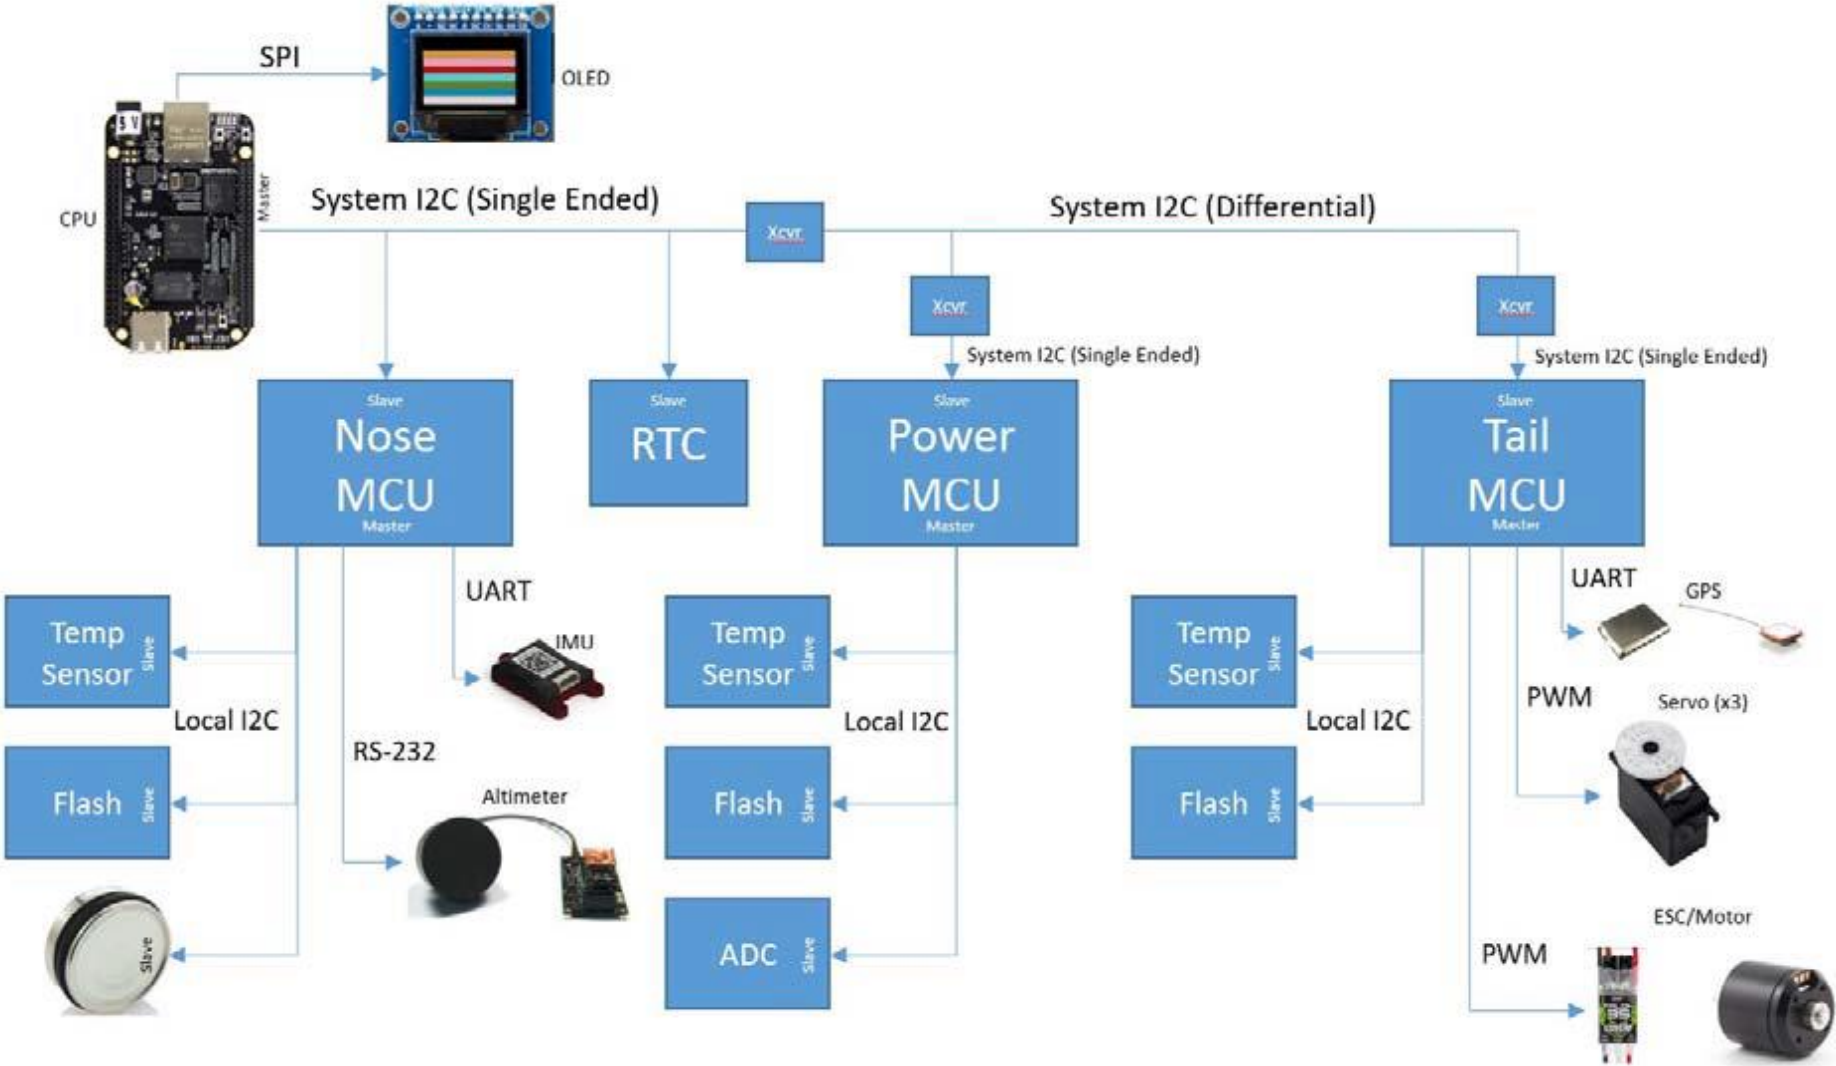 SPI
OLED
5 V
CPU
Master
System I2C (Single Ended)
Xcvr
System I2C (Differential)
Xcvr
System I2C (Single Ended)
Xcvr
System I2C (Single Ended)
Slave
Nose
MCU
Master
Slave
RTC
Slave
Power
MCU
Master
Slave
Tail
MCU
Master
Temp
Sensor
Slave
Local I2C
Flash
Slave
Slave
UART
IMU
RS-232
Altimeter
Temp
Sensor
Slave
Local I2C
Flash
Slave
ADC
Slave
Temp
Sensor
Slave
Local I2C
Flash
Slave
UART
GPS
PWM
Servo (x3)
PWM
ESC/Motor